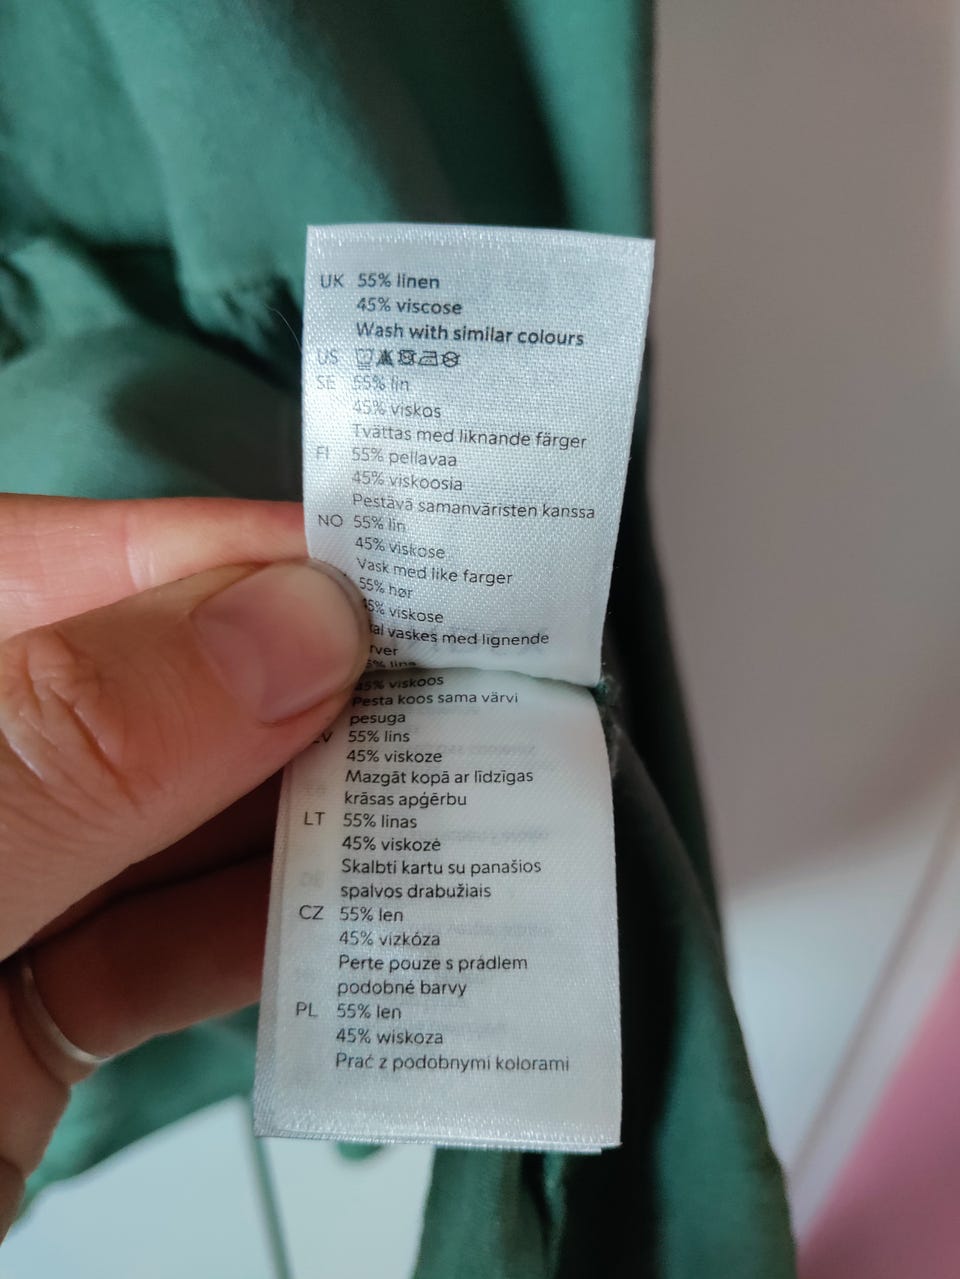 UK 55% linen
45% viscose
Wash with similar colours
US
SE 55% lin
45% viskos
Tvättas med liknande färger
FI 55% pellavaa
45% viskoosia
Pestävä samanväristen kanssa
NO 55% lin
45% viskose
Vask med like farger
55% hør
45% viskose
vaskes med lignende
5% lina
45% viskoos
Pesta koos sama värvi
pesuga
LV 55% lins
45% viskoze
Mazgāt kopā ar līdzīgas
krāsas apģērbu
LT 55% linas
45% viskozė
Skalbti kartu su panašios
spalvos drabužiais
CZ 55% len
45% vizkóza
Perte pouze s prádlem
podobné barvy
PL 55% len
45% wiskoza
Prać z podobnymi kolorami